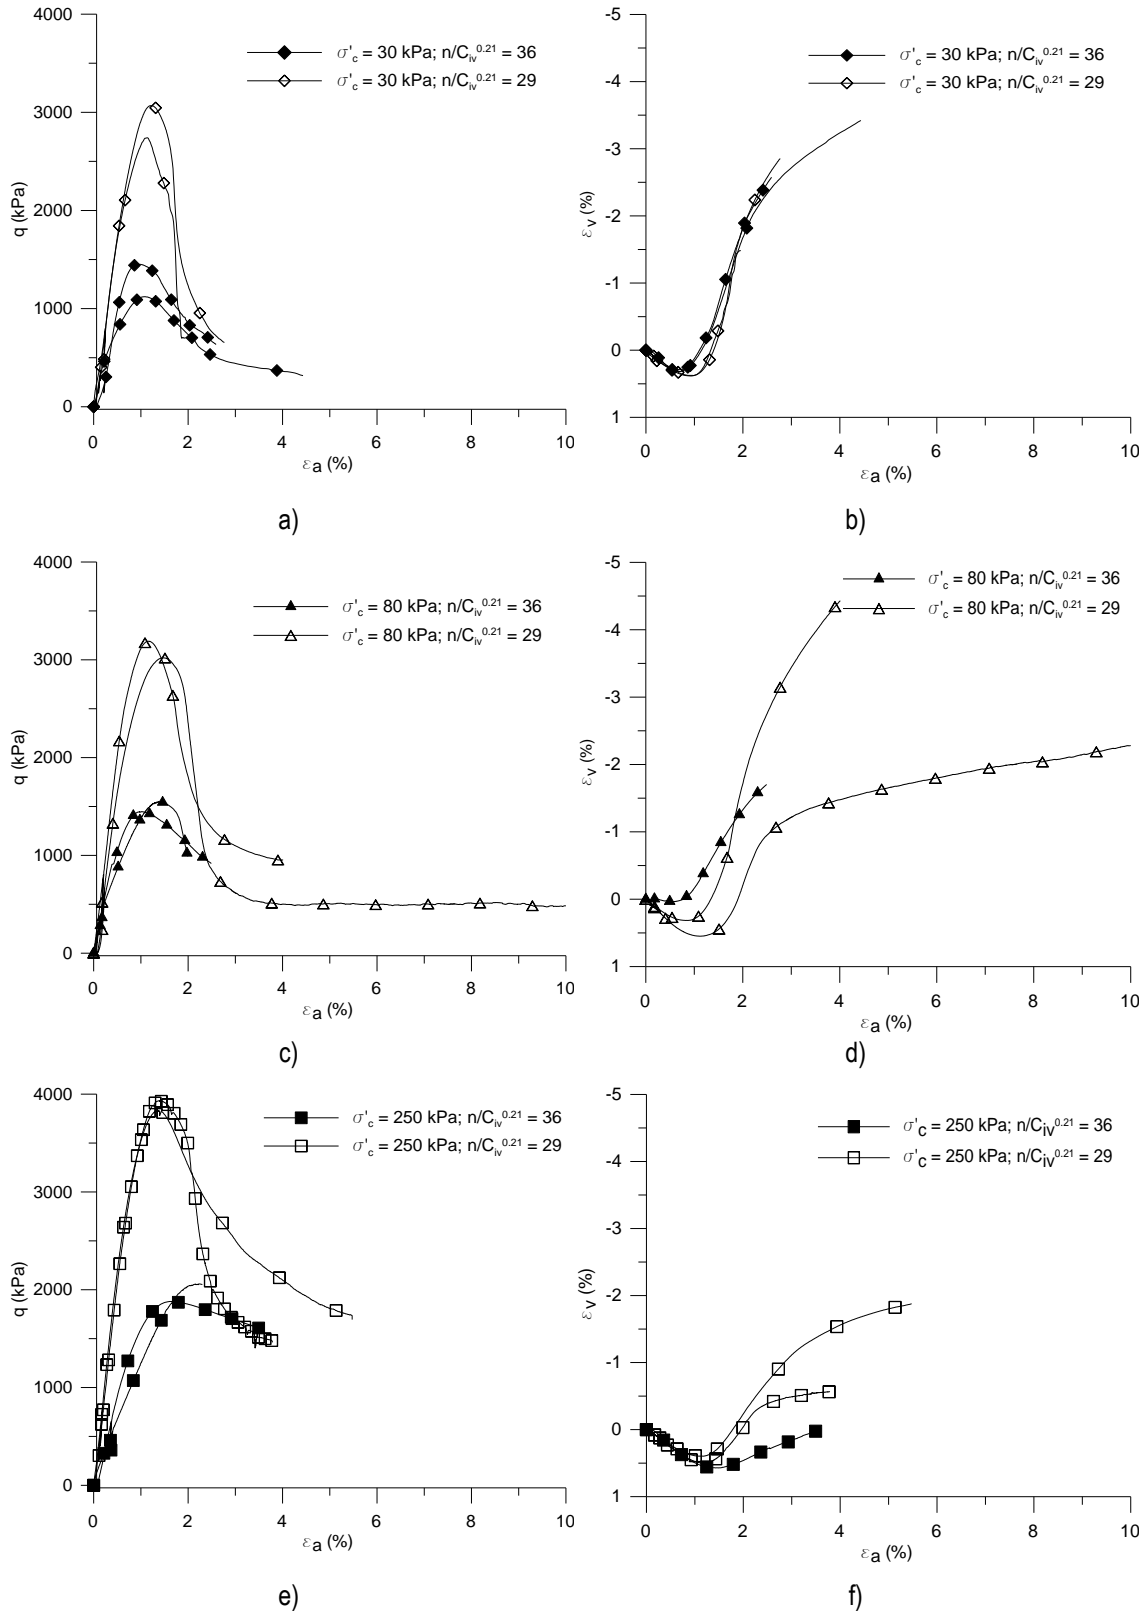 4000
3000
2000
1000
0
q (kPa)
σ'c = 30 kPa; n/Civ0.21 = 36
σ'c = 30 kPa; n/Civ0.21 = 29
0 2 4 6 8 10
εa (%)
a)
-5
-4
-3
-2
-1
0
1
εv (%)
σ'c = 30 kPa; n/Civ0.21 = 36
σ'c = 30 kPa; n/Civ0.21 = 29
0 2 4 6 8 10
εa (%)
b)
4000
3000
2000
1000
0
q (kPa)
σ'c = 80 kPa; n/Civ0.21 = 36
σ'c = 80 kPa; n/Civ0.21 = 29
0 2 4 6 8 10
εa (%)
c)
-5
-4
-3
-2
-1
0
1
εv (%)
σ'c = 80 kPa; n/Civ0.21 = 36
σ'c = 80 kPa; n/Civ0.21 = 29
0 2 4 6 8 10
εa (%)
d)
4000
3000
2000
1000
0
q (kPa)
σ'c = 250 kPa; n/Civ0.21 = 36
σ'c = 250 kPa; n/Civ0.21 = 29
0 2 4 6 8 10
εa (%)
e)
-5
-4
-3
-2
-1
0
1
εv (%)
σ'c = 250 kPa; n/Civ0.21 = 36
σ'c = 250 kPa; n/Civ0.21 = 29
0 2 4 6 8 10
εa (%)
f)